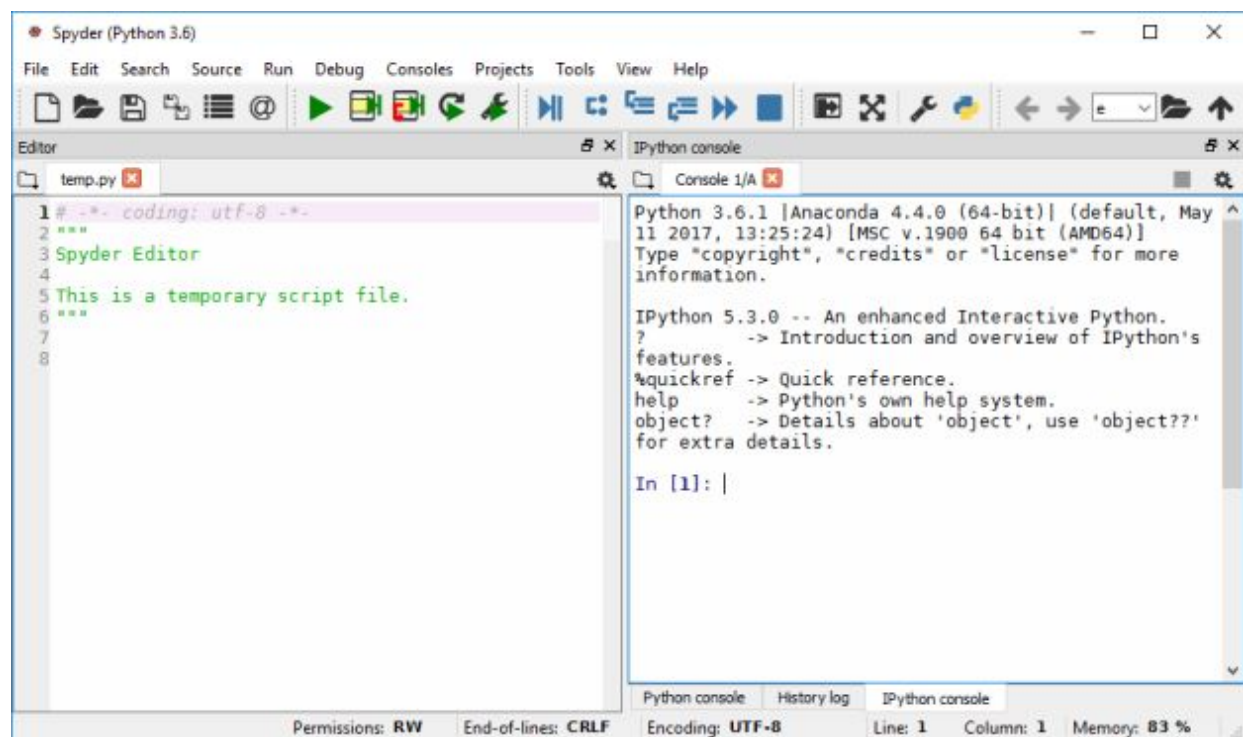 Spyder (Python 3.6)
File Edit Search Source Run Debug Consoles Projects Tools View Help
e
Editor
temp.py
1 # -*- coding: utf-8 -*-
2 """
3 Spyder Editor
4
5 This is a temporary script file.
6 """
7
8
IPython console
Console 1/A
Python 3.6.1 |Anaconda 4.4.0 (64-bit)| (default, May
11 2017, 13:25:24) [MSC v.1900 64 bit (AMD64)]
Type "copyright", "credits" or "license" for more
information.
IPython 5.3.0 -- An enhanced Interactive Python.
?         -> Introduction and overview of IPython's
features.
%quickref -> Quick reference.
help      -> Python's own help system.
object?   -> Details about 'object', use 'object??'
for extra details.
In [1]:
Python console History log IPython console
Permissions: RW End-of-lines: CRLF Encoding: UTF-8 Line: 1 Column: 1 Memory: 83 %